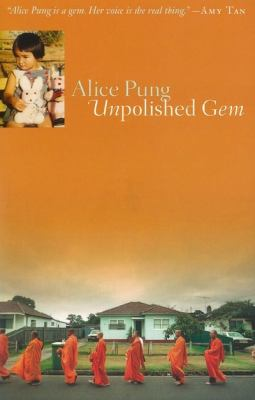 “Alice Pung is a gem. Her voice is the real thing.” —Amy Tan
Alice Pung
Unpolished Gem